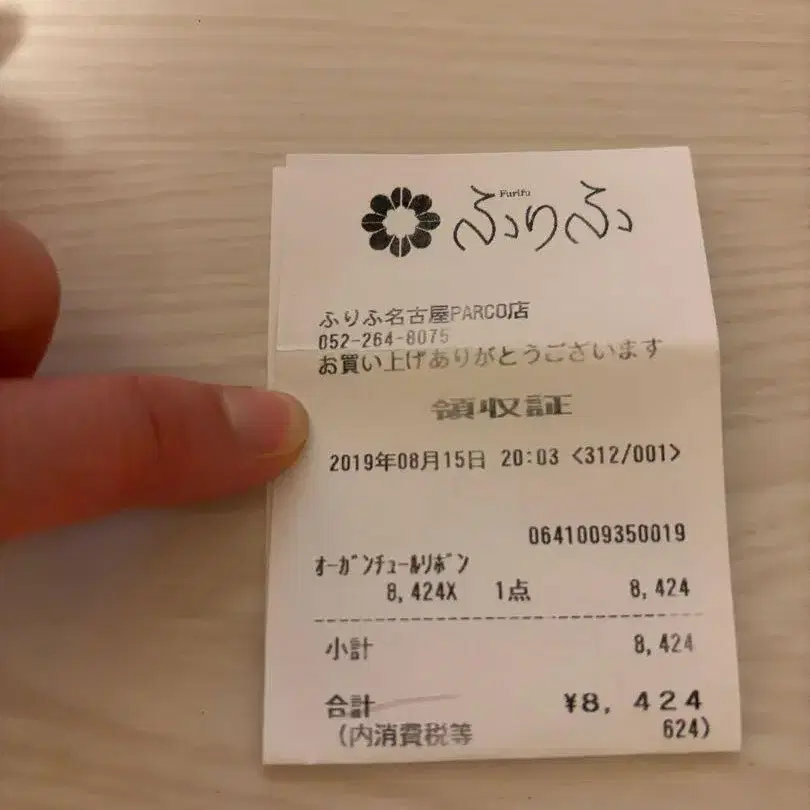 Furifu
ふりふ
ふりふ名古屋PARCO店
052-264-8075
お買い上げありがとうございます
領収証
2019年08月15日 20:03 <312/001>
0641009350019
ｵｰｶﾞﾝﾁｭｰﾙﾘﾎﾞﾝ
8,424X 1点 8,424
小計 8,424
合計 ¥8,424
(内消費税等 624)